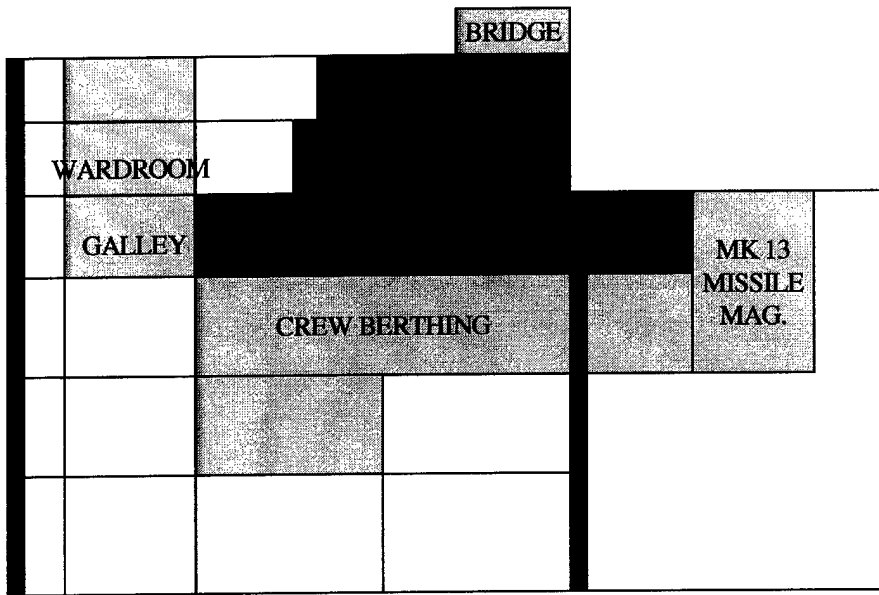 BRIDGE
WARDROOM
GALLEY
CREW BERTHING
MK 13
MISSILE
MAG.